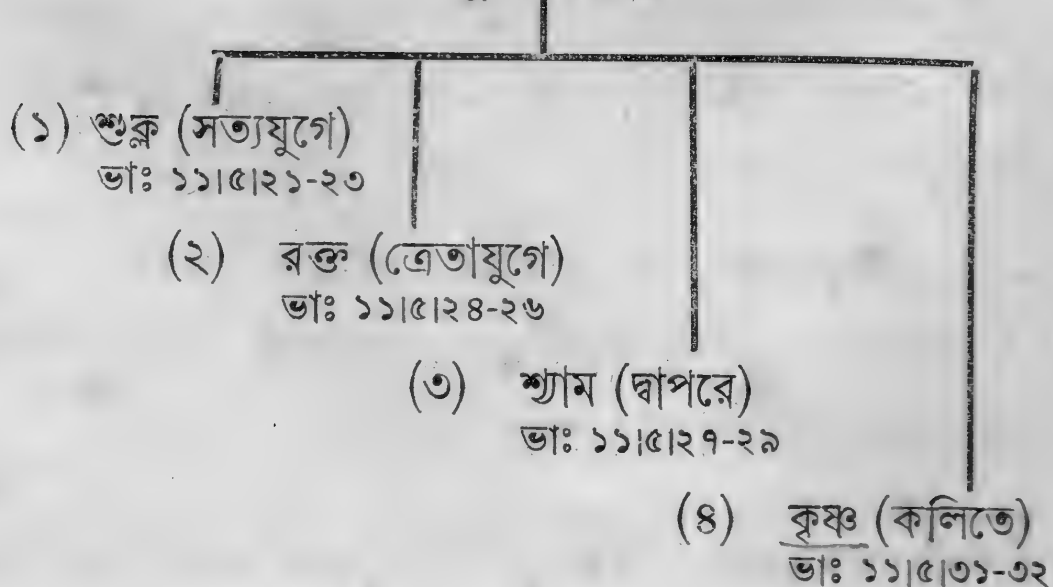 (১) শুক্ল (সত্যযুগে)
ভাঃ ১১|৫|২১-২৩
(২) রক্ত (ত্রেতাযুগে)
ভাঃ ১১|৫|২৪-২৬
(৩) শ্যাম (দ্বাপরে)
ভাঃ ১১|৫|২৭-২৯
(৪) কৃষ্ণ (কলিতে)
ভাঃ ১১|৫|৩১-৩২